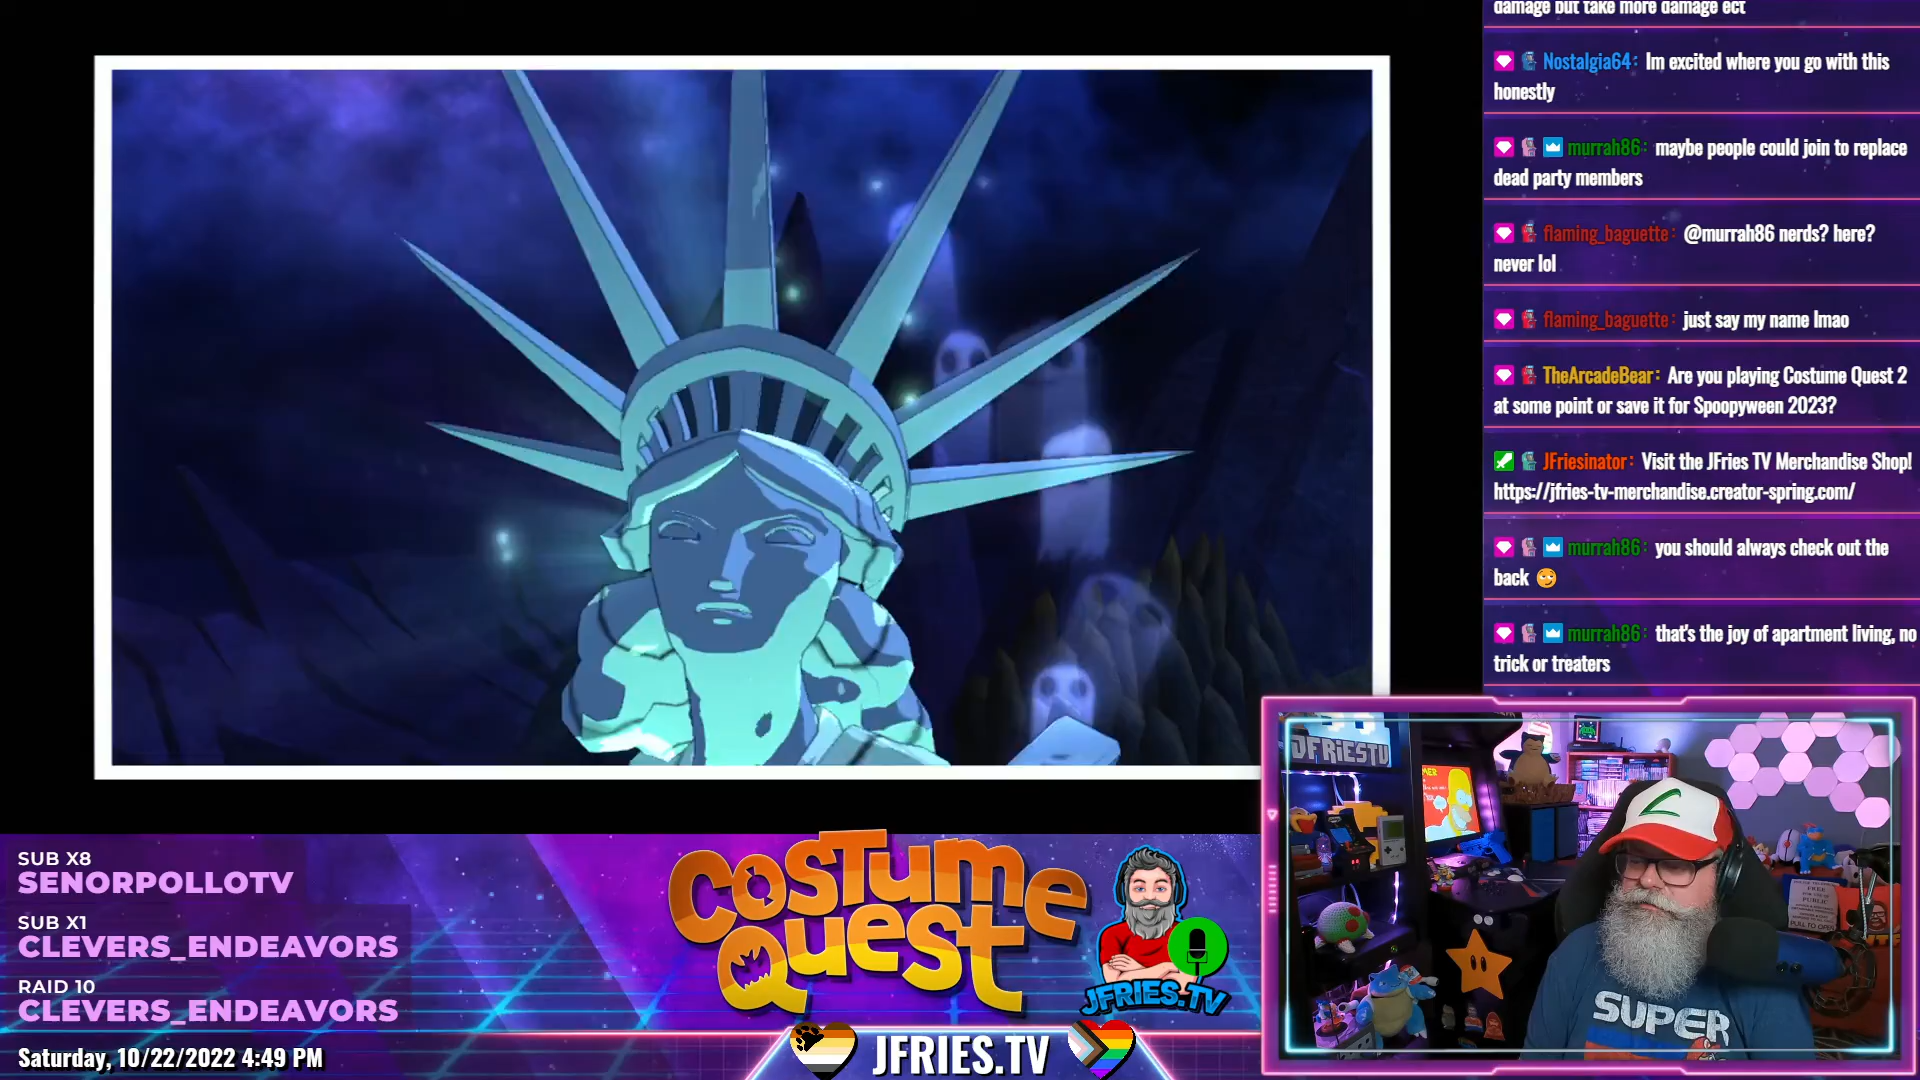 damage but take more damage ect
Nostalgia64: Im excited where you go with this
honestly
murrah86: maybe people could join to replace
dead party members
flaming_baguette: @murrah86 nerds? here?
never lol
flaming_baguette: just say my name lmao
TheArcadeBear: Are you playing Costume Quest 2
at some point or save it for Spoopyween 2023?
JFriesinator: Visit the JFries TV Merchandise Shop!
https://jfries-tv-merchandise.creator-spring.com/
murrah86: you should always check out the
back 😏
murrah86: that's the joy of apartment living, no
trick or treaters
JFRIESTV
SUB X8
SENORPOLLOTV
SUB X1
CLEVERS_ENDEAVORS
RAID 10
CLEVERS_ENDEAVORS
Saturday, 10/22/2022 4:49 PM
COSTUME
QUEST
JFRIES.TV
JFRIES.TV
SUPER